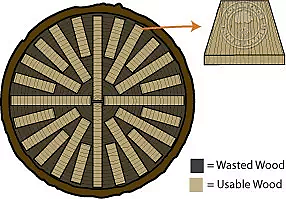 = Wasted Wood
= Usable Wood